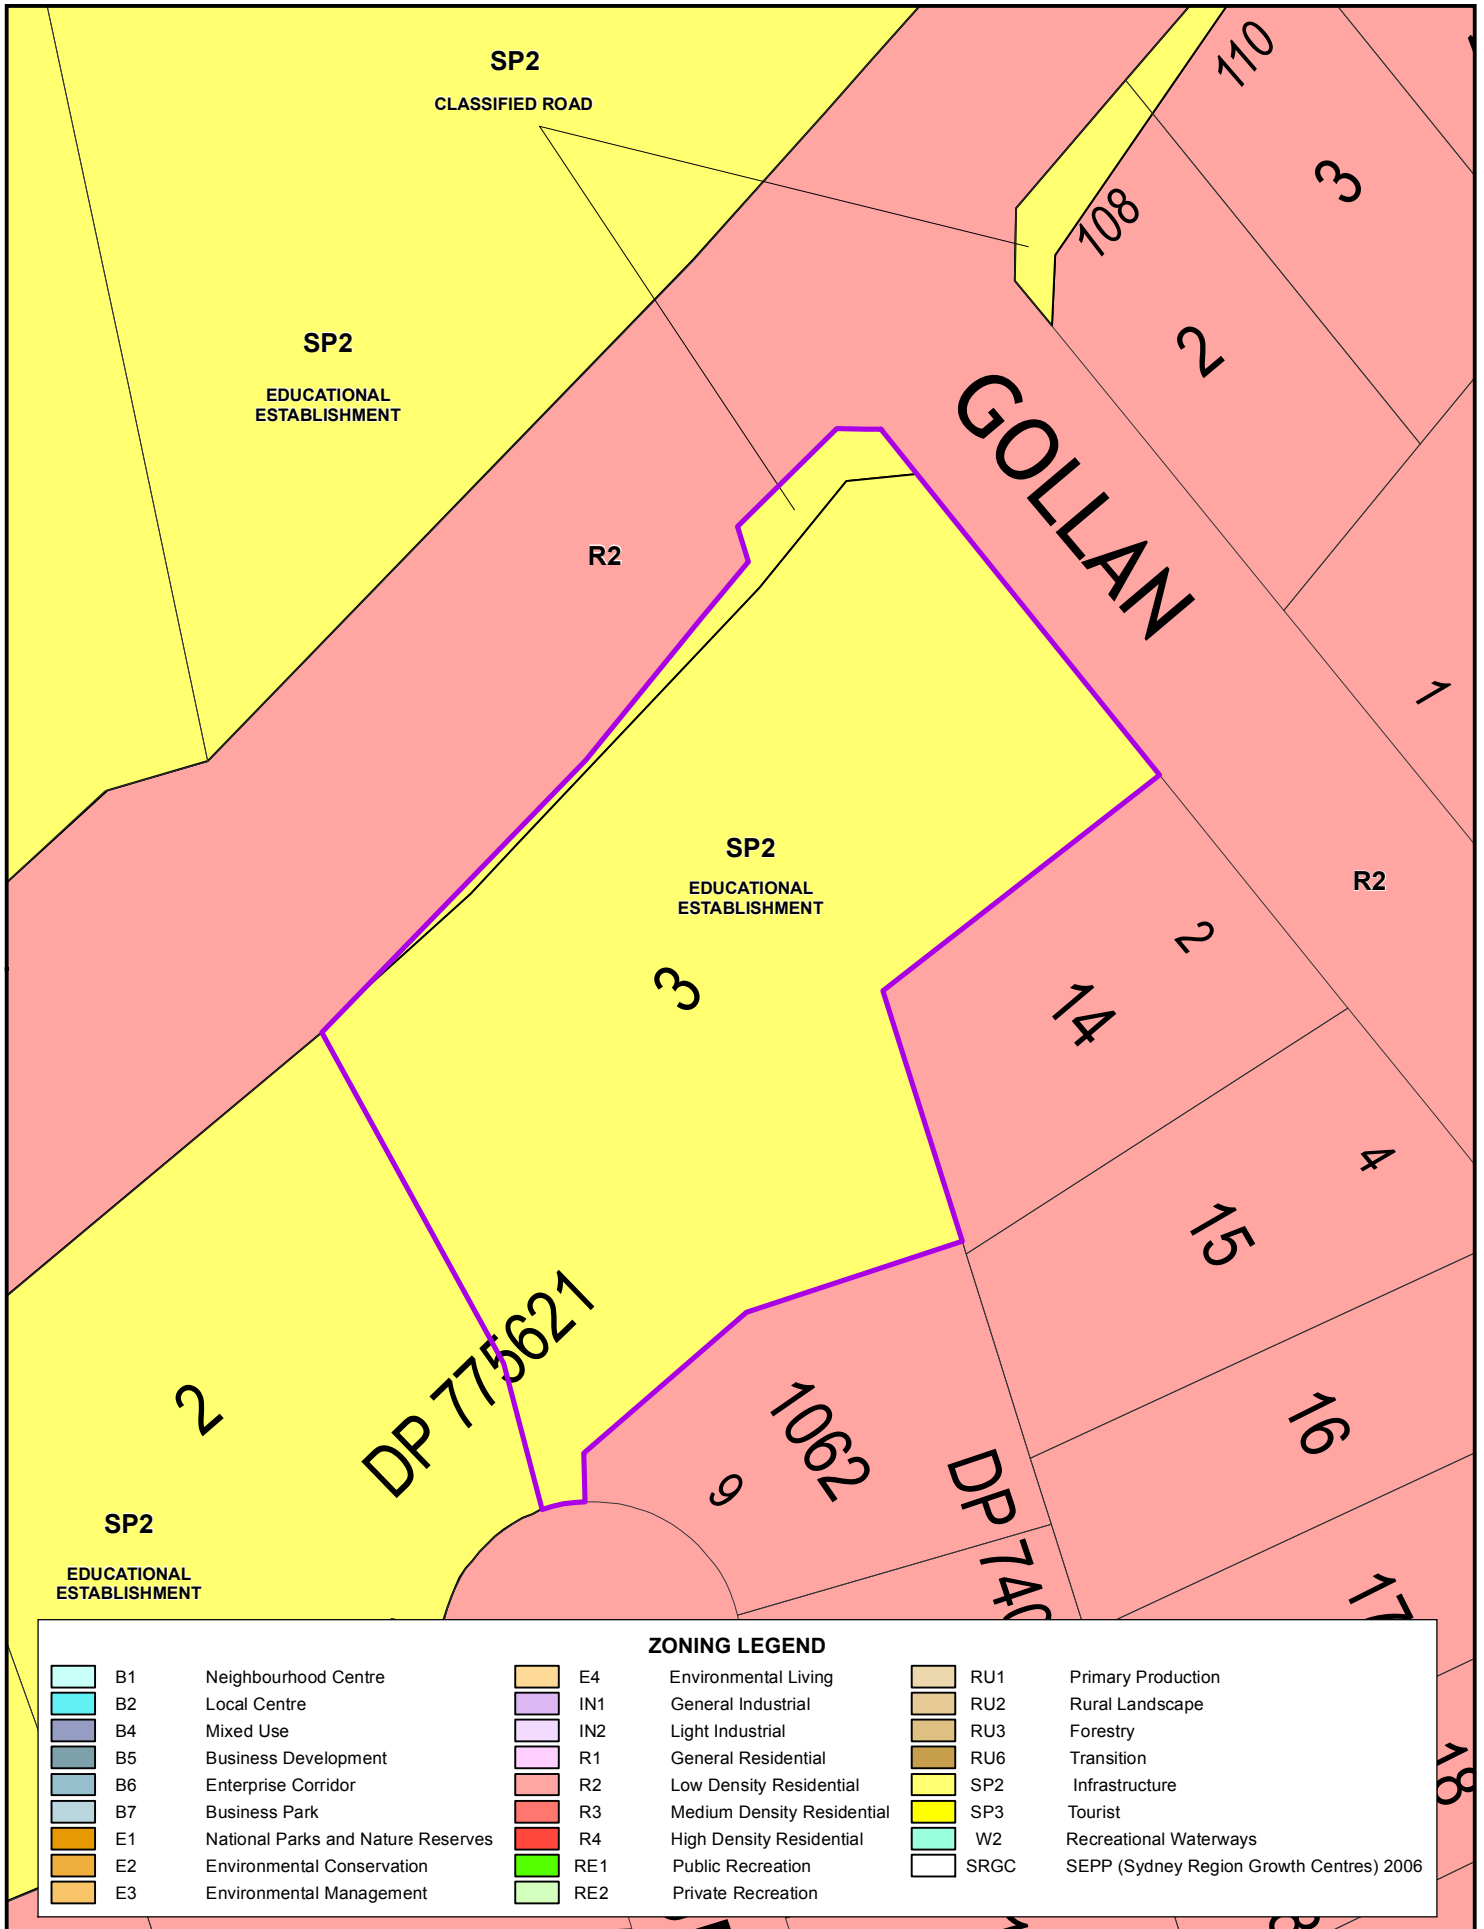 SP2
CLASSIFIED ROAD
110
3
108
SP2
2
EDUCATIONAL
ESTABLISHMENT
GOLLAN
R2
1
SP2
EDUCATIONAL
ESTABLISHMENT
R2
2
3
14
4
15
DP 775621
2
1062
16
9
DP 740
SP2
EDUCATIONAL
ESTABLISHMENT
17
18
ZONING LEGEND
B1 Neighbourhood Centre
B2 Local Centre
B4 Mixed Use
B5 Business Development
B6 Enterprise Corridor
B7 Business Park
E1 National Parks and Nature Reserves
E2 Environmental Conservation
E3 Environmental Management
E4 Environmental Living
IN1 General Industrial
IN2 Light Industrial
R1 General Residential
R2 Low Density Residential
R3 Medium Density Residential
R4 High Density Residential
RE1 Public Recreation
RE2 Private Recreation
RU1 Primary Production
RU2 Rural Landscape
RU3 Forestry
RU6 Transition
SP2 Infrastructure
SP3 Tourist
W2 Recreational Waterways
SRGC SEPP (Sydney Region Growth Centres) 2006